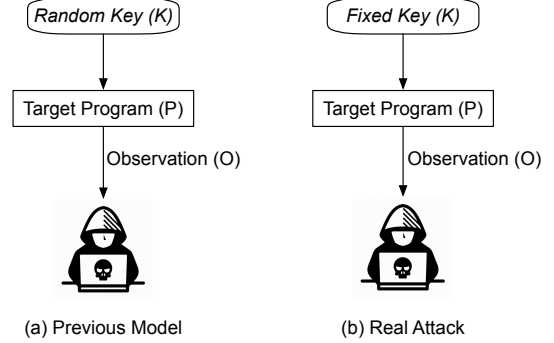 Random Key (K)
Target Program (P)
Observation (O)
(a) Previous Model
Fixed Key (K)
Target Program (P)
Observation (O)
(b) Real Attack